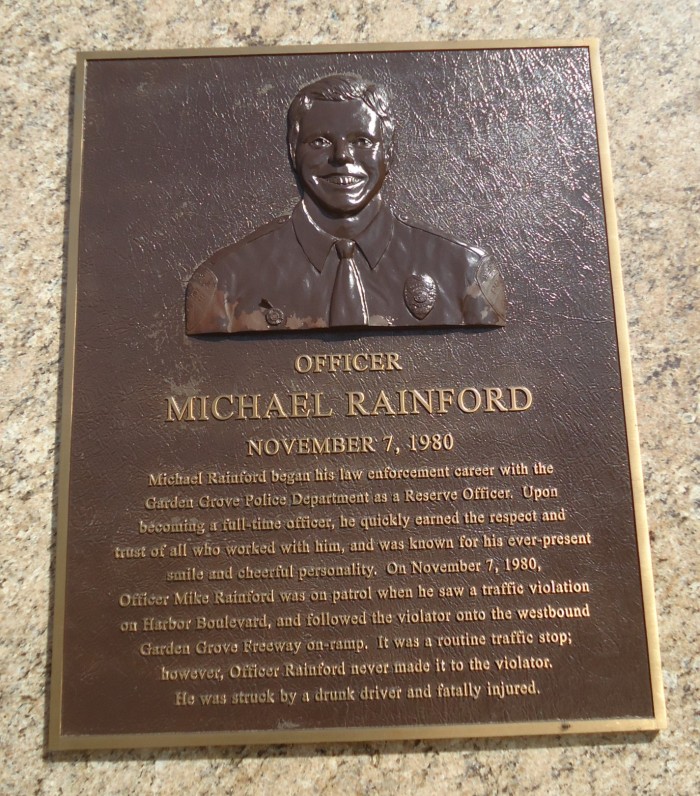 OFFICER
MICHAEL RAINFORD
NOVEMBER 7, 1980
Michael Rainford began his law enforcement career with the
Garden Grove Police Department as a Reserve Officer. Upon
becoming a full-time officer, he quickly earned the respect and
trust of all who worked with him, and was known for his ever-present
smile and cheerful personality. On November 7, 1980,
Officer Mike Rainford was on patrol when he saw a traffic violation
on Harbor Boulevard, and followed the violator onto the westbound
Garden Grove Freeway on-ramp. It was a routine traffic stop;
however, Officer Rainford never made it to the violator.
He was struck by a drunk driver and fatally injured.